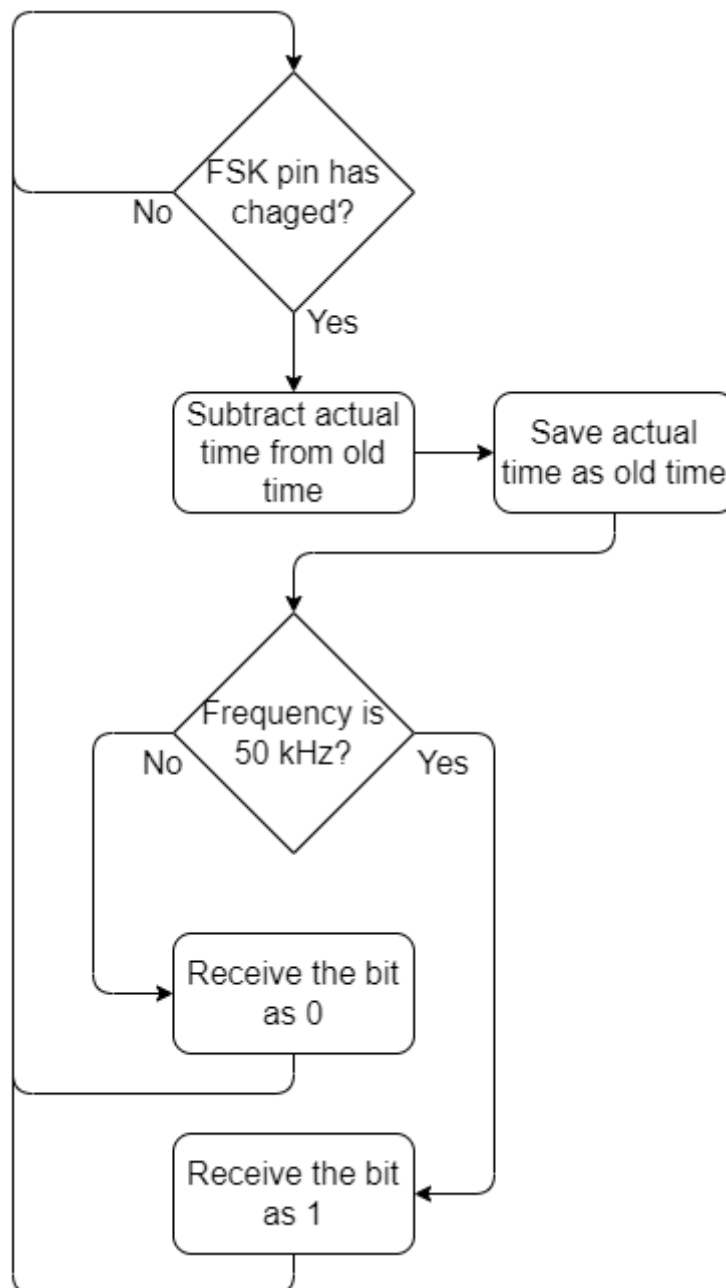 FSK pin has
chaged?
No
Yes
Subtract actual
time from old
time
Save actual
time as old time
Frequency is
50 kHz?
No
Yes
Receive the bit
as 0
Receive the bit
as 1